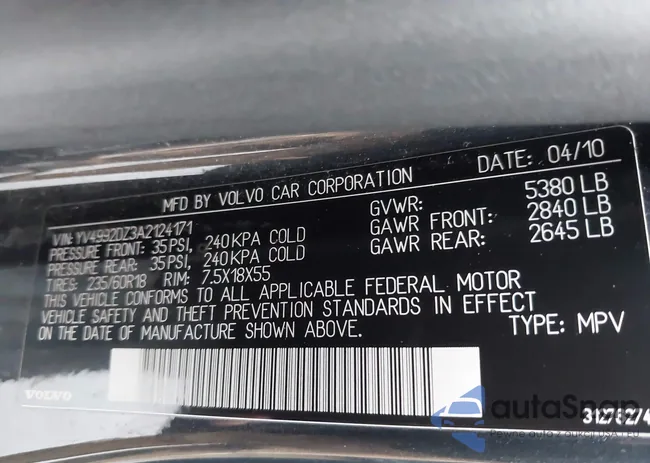 MFD BY VOLVO CAR CORPORATION DATE: 04/10
VIN: YV4992DZ3A2124171
PRESSURE FRONT: 35 PSI, 240 KPA COLD
PRESSURE REAR: 35 PSI, 240 KPA COLD
TIRES: 235/60R18 RIM: 7.5X18X55
GVWR: 5380 LB
GAWR FRONT: 2840 LB
GAWR REAR: 2645 LB
THIS VEHICLE CONFORMS TO ALL APPLICABLE FEDERAL MOTOR
VEHICLE SAFETY AND THEFT PREVENTION STANDARDS IN EFFECT
ON THE DATE OF MANUFACTURE SHOWN ABOVE.
TYPE: MPV
VOLVO
autoSnap
Pewne auto z